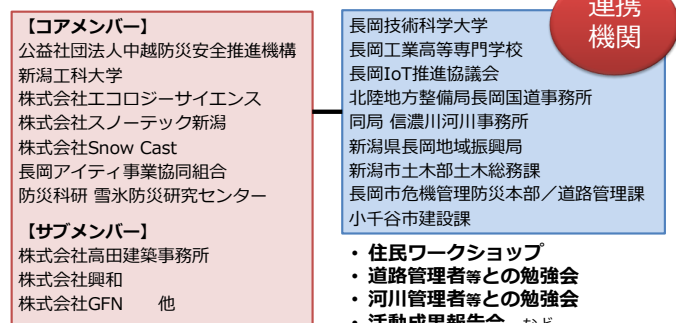 【コアメンバー】
公益社団法人中越防災安全推進機構
新潟工科大学
株式会社エコロジーサイエンス
株式会社スノーテック新潟
株式会社Snow Cast
長岡アイティ事業協同組合
防災科研 雪氷防災研究センター
【サブメンバー】
株式会社高田建築事務所
株式会社興和
株式会社GFN 他
連携
機関
長岡技術科学大学
長岡工業高等専門学校
長岡IoT推進協議会
北陸地方整備局長岡国道事務所
同局 信濃川河川事務所
新潟県長岡地域振興局
新潟市土木部土木総務課
長岡市危機管理防災本部／道路管理課
小千谷市建設課
・住民ワークショップ
・道路管理者等との勉強会
・河川管理者等との勉強会
・活動成果報告会 など